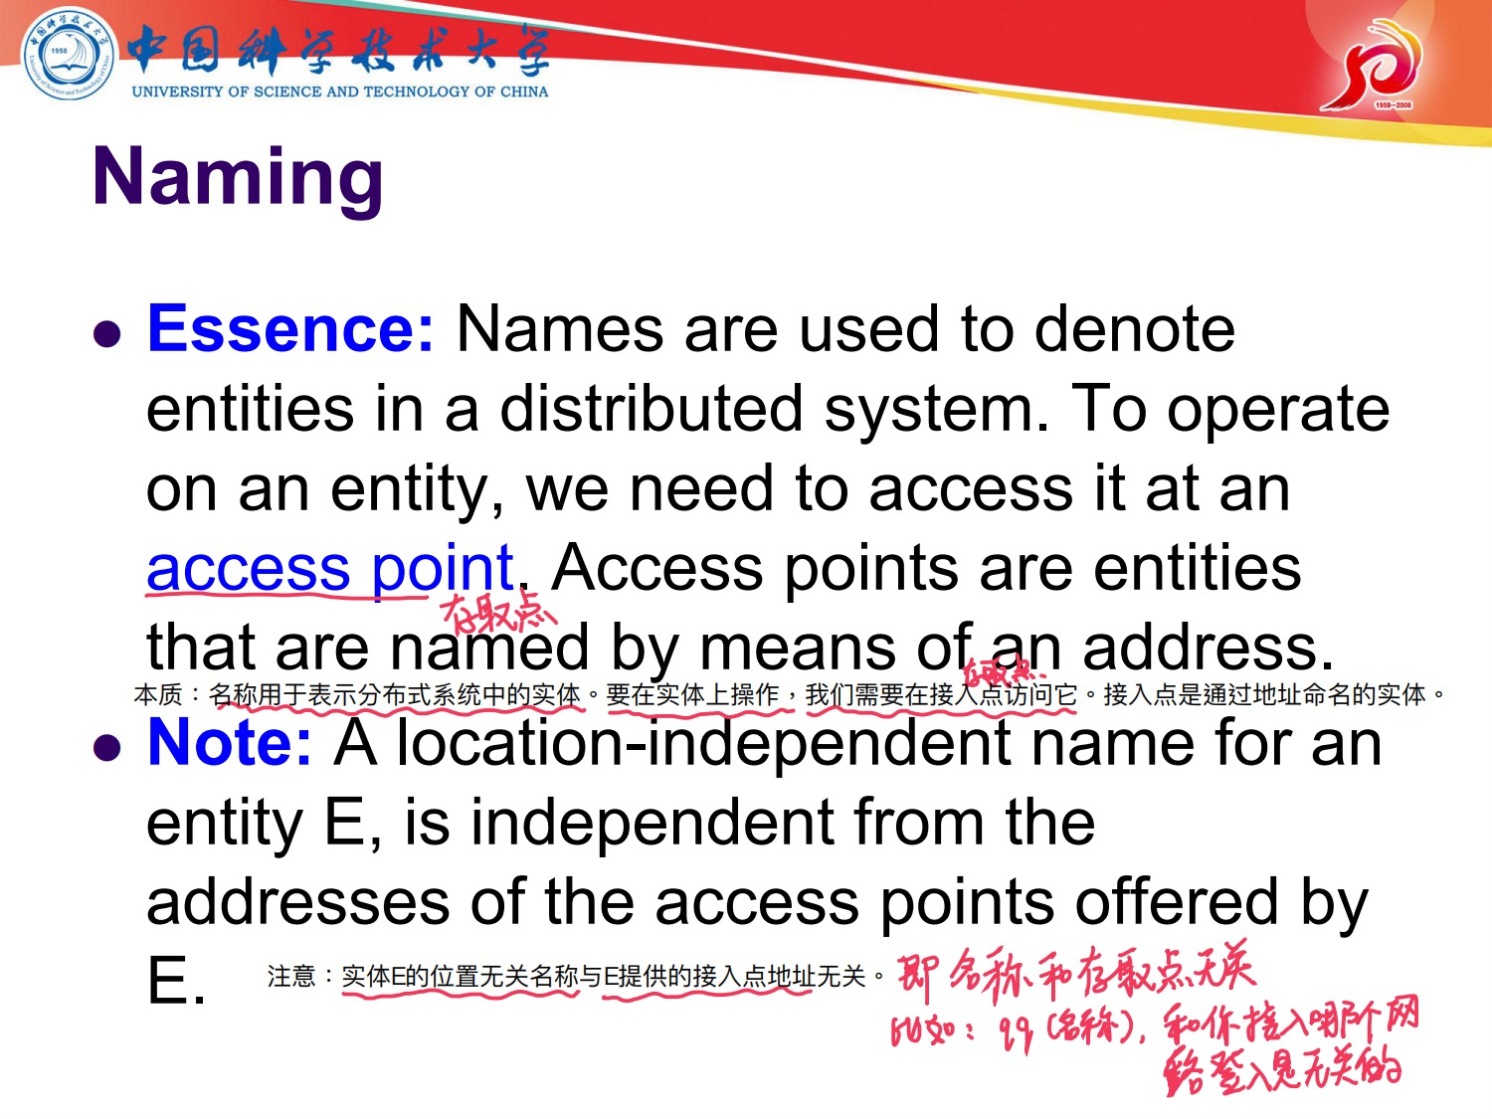 中国科学技术大学
UNIVERSITY OF SCIENCE AND TECHNOLOGY OF CHINA
1958
1958-2008
Naming
Essence: Names are used to denote
entities in a distributed system. To operate
on an entity, we need to access it at an
access point. Access points are entities
存取点
that are named by means of an address.
存取点
本质：名称用于表示分布式系统中的实体。要在实体上操作，我们需要在接入点访问它。接入点是通过地址命名的实体。
Note: A location-independent name for an
entity E, is independent from the
addresses of the access points offered by
E.
注意：实体E的位置无关名称与E提供的接入点地址无关。
即名称和存取点无关
比如：qq（名称），和你接入哪个网
络登入是无关的